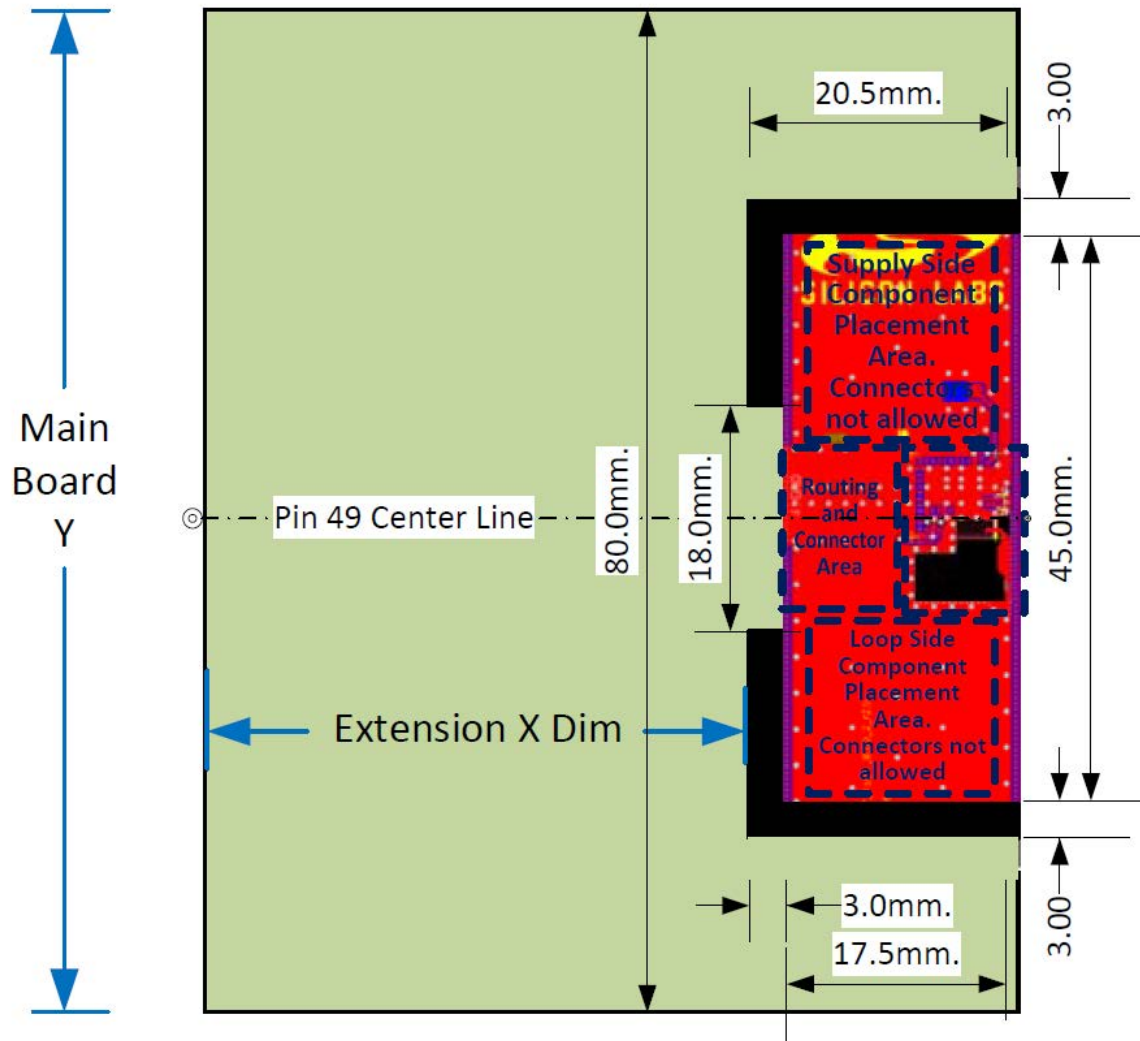 20.5mm.
3.00
Supply Side
SILICON LABS
Component
Placement
Area.
Connectors
not allowed
Main
Board
Y
Pin 49 Center Line
80.0mm.
18.0mm.
Routing
and
Connector
Area
45.0mm.
Loop Side
Component
Placement
Area.
Connectors not
allowed
Extension X Dim
3.0mm.
17.5mm.
3.00